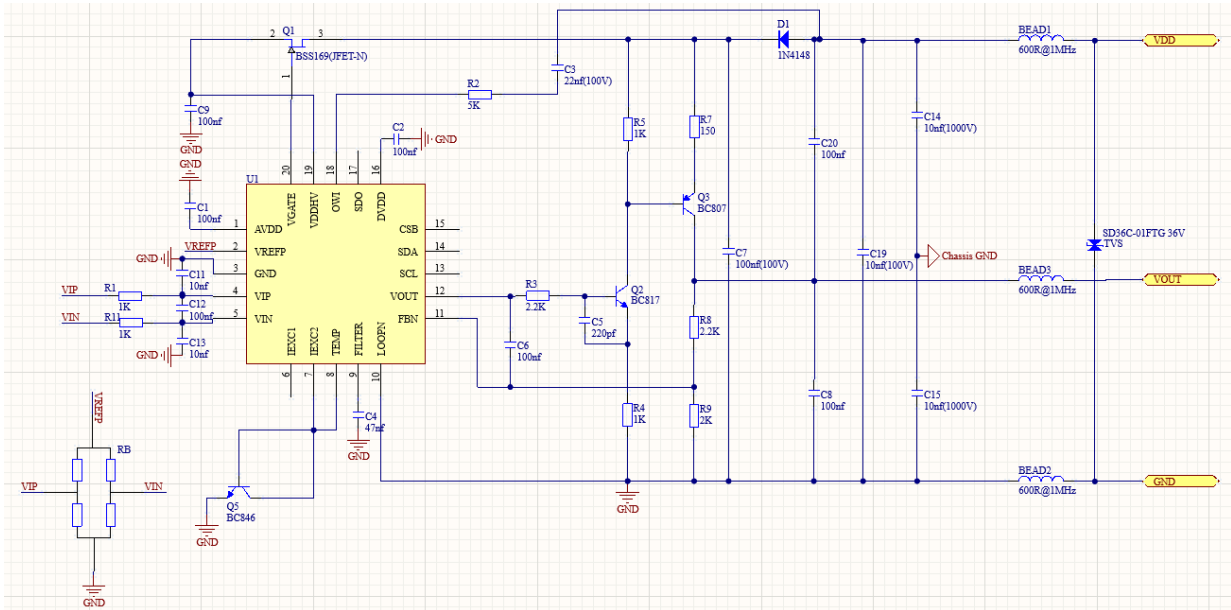 D1
1N4148
BEAD1
600R@1MHz
VDD
2
Q1
3
BSS169(JFET-N)
1
C3
22nf(100V)
R2
5K
C9
100nf
GND
C2
100nf
GND
R5
1K
R7
150
C14
10nf(1000V)
C20
100nf
GND
C1
100nf
U1
20
19
18
17
16
VGATE
VDDHV
OWI
SDO
DVDD
Q3
BC807
1
AVDD
CSB
15
VREFP
2
VREFP
SDA
14
GND
3
GND
SCL
13
C11
10nf
VIP
R1
1K
4
VIP
VOUT
12
C12
100nf
VIN
R11
1K
5
VIN
FBN
11
C13
10nf
GND
IEXC1
IEXC2
TEMP
FILTER
LOOPN
6
7
8
9
10
R3
2.2K
Q2
BC817
C5
220pf
C6
100nf
C7
100nf(100V)
C19
10nf(100V)
Chassis GND
SD36C-01FTG 36V
TVS
BEAD3
600R@1MHz
VOUT
R8
2.2K
C4
47nf
GND
R4
1K
R9
2K
C8
100nf
C15
10nf(1000V)
VREFP
RB
VIP
VIN
GND
Q5
BC846
GND
GND
BEAD2
600R@1MHz
GND